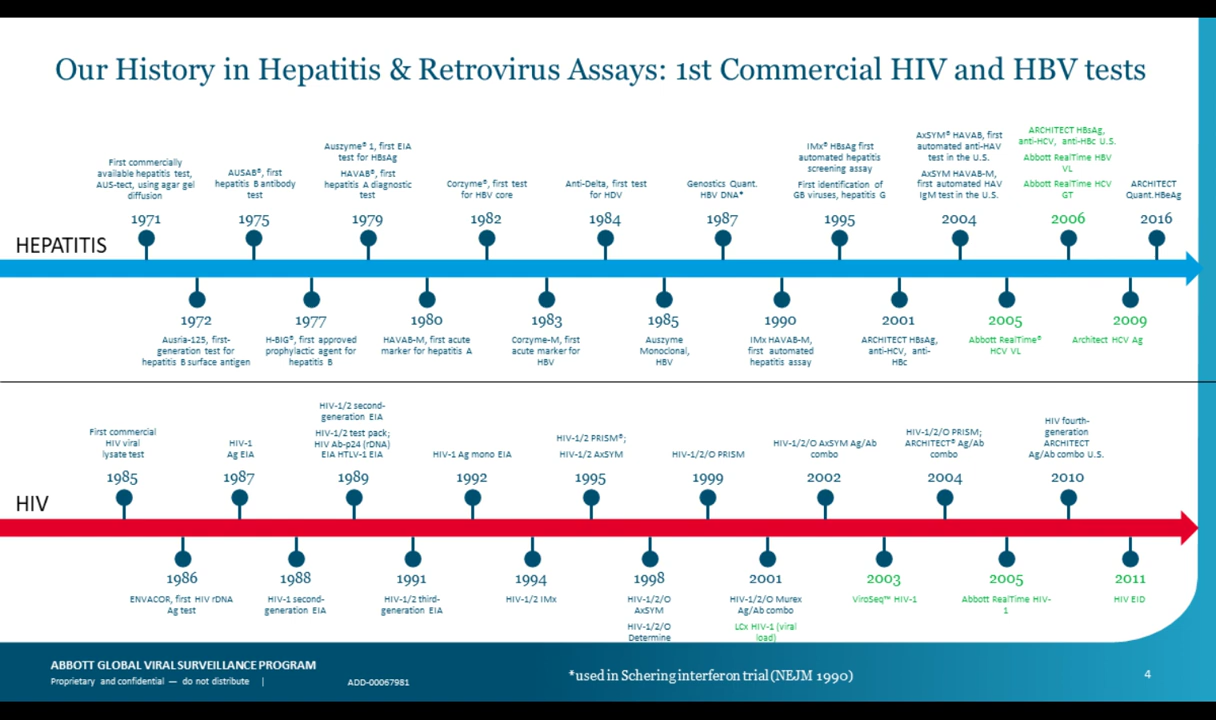 Our History in Hepatitis & Retrovirus Assays: 1st Commercial HIV and HBV tests
First commercially
available hepatitis test,
AUS-tect, using agar gel
diffusion
1971
AUSAB®, first
hepatitis B antibody
test
1975
Auszyme® 1, first EIA
test for HBsAg
HAVAB®, first
hepatitis A diagnostic
test
1979
Corzyme®, first test
for HBV core
1982
Anti-Delta, first test
for HDV
1984
Genostics Quant.
HBV DNA*
1987
IMx® HBsAg first
automated hepatitis
screening assay
First identification of
GB viruses, hepatitis G
1995
AxSYM® HAVAB, first
automated anti-HAV
test in the U.S.
AxSYM HAVAB-M,
first automated HAV
IgM test in the U.S.
2004
ARCHITECT HBsAg,
anti-HCV, anti-HBc U.S.
Abbott RealTime HBV
VL
Abbott RealTime HCV
GT
2006
ARCHITECT
Quant.HBeAg
2016
HEPATITIS
1972
Ausria-125, first-
generation test for
hepatitis B surface antigen
1977
H-BIG®, first approved
prophylactic agent for
hepatitis B
1980
HAVAB-M, first acute
marker for hepatitis A
1983
Corzyme-M, first
acute marker for
HBV
1985
Auszyme
Monoclonal,
HBV
1990
IMx HAVAB-M,
first automated
hepatitis assay
2001
ARCHITECT HBsAg,
anti-HCV, anti-
HBc
2005
Abbott RealTime®
HCV VL
2009
Architect HCV Ag
First commercial
HIV viral
lysate test
1985
HIV-1
Ag EIA
1987
HIV-1/2 second-
generation EIA
HIV-1/2 test pack;
HIV Ab-p24 (rDNA)
EIA HTLV-1 EIA
1989
HIV-1 Ag mono EIA
1992
HIV-1/2 PRISM®;
HIV-1/2 AxSYM
1995
HIV-1/2/O PRISM
1999
HIV-1/2/O AxSYM Ag/Ab
combo
2002
HIV-1/2/O PRISM;
ARCHITECT® Ag/Ab
combo
2004
HIV fourth-
generation
ARCHITECT
Ag/Ab combo U.S.
2010
HIV
1986
ENVACOR, first HIV rDNA
Ag test
1988
HIV-1 second-
generation EIA
1991
HIV-1/2 third-
generation EIA
1994
HIV-1/2 IMx
1998
HIV-1/2/O
AxSYM
HIV-1/2/O
Determine
2001
HIV-1/2/O Murex
Ag/Ab combo
LCx HIV-1 (viral
load)
2003
ViroSeq™ HIV-1
2005
Abbott RealTime HIV-
1
2011
HIV EID
ABBOTT GLOBAL VIRAL SURVEILLANCE PROGRAM
Proprietary and confidential — do not distribute |
ADD-00067981
*used in Schering interferon trial (NEJM 1990)
4